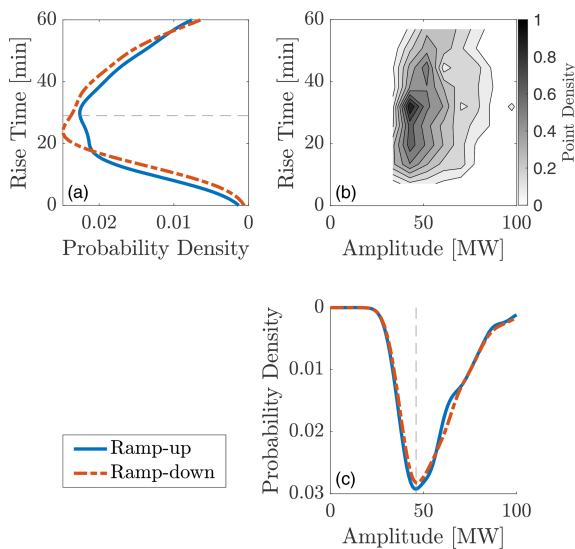 60
40
20
0
Rise Time [min]
(a)
0.02
0.01
0
Probability Density
60
40
20
0
Rise Time [min]
(b)
0
50
100
Amplitude [MW]
1
0.8
0.6
0.4
0.2
0
Point Density
0
0.01
0.02
0.03
Probability Density
(c)
0
50
100
Amplitude [MW]
Ramp-up
Ramp-down